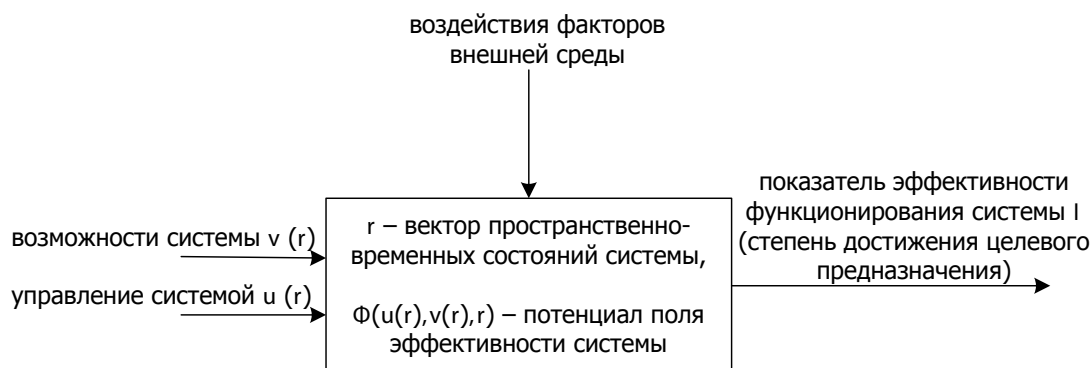 воздействия факторов
внешней среды
возможности системы v (r)
управление системой u (r)
r – вектор пространственно-
временных состояний системы,
Φ(u(r),v(r),r) – потенциал поля
эффективности системы
показатель эффективности
функционирования системы I
(степень достижения целевого
предназначения)